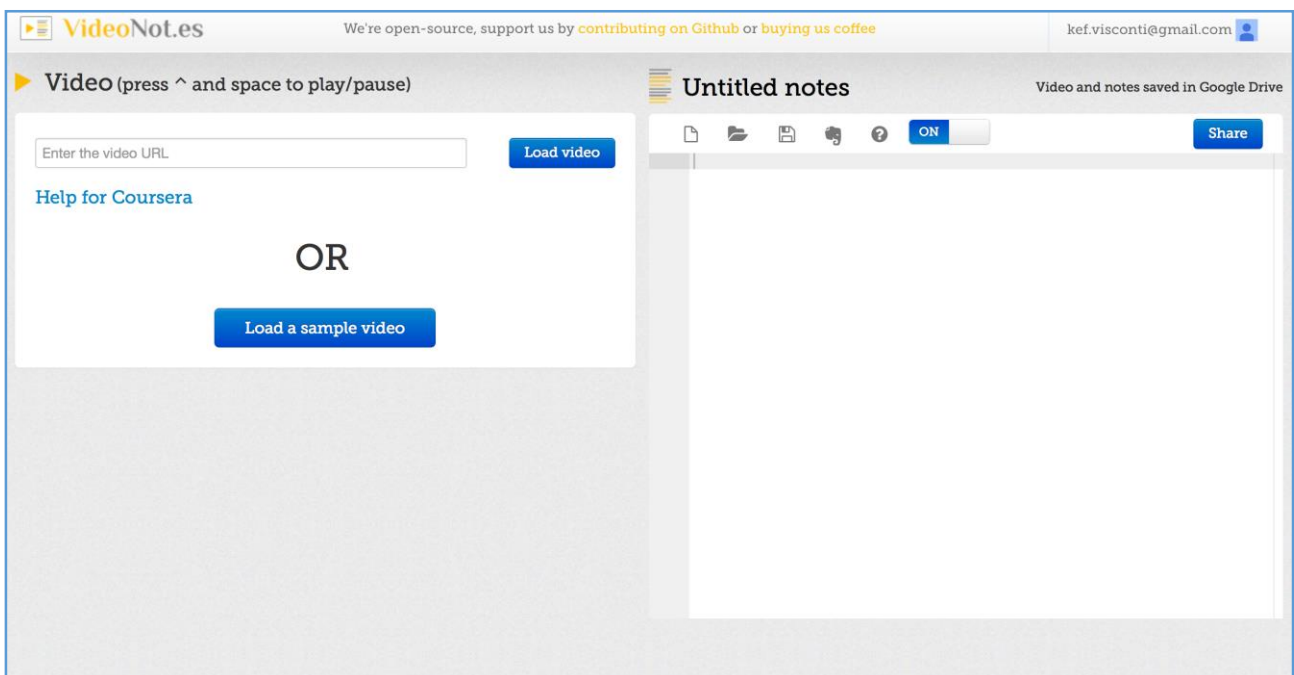 VideoNot.es
We're open-source, support us by contributing on Github or buying us coffee
kef.visconti@gmail.com
Video (press ^ and space to play/pause)
Enter the video URL
Load video
Help for Coursera
OR
Load a sample video
Untitled notes
Video and notes saved in Google Drive
ON
Share